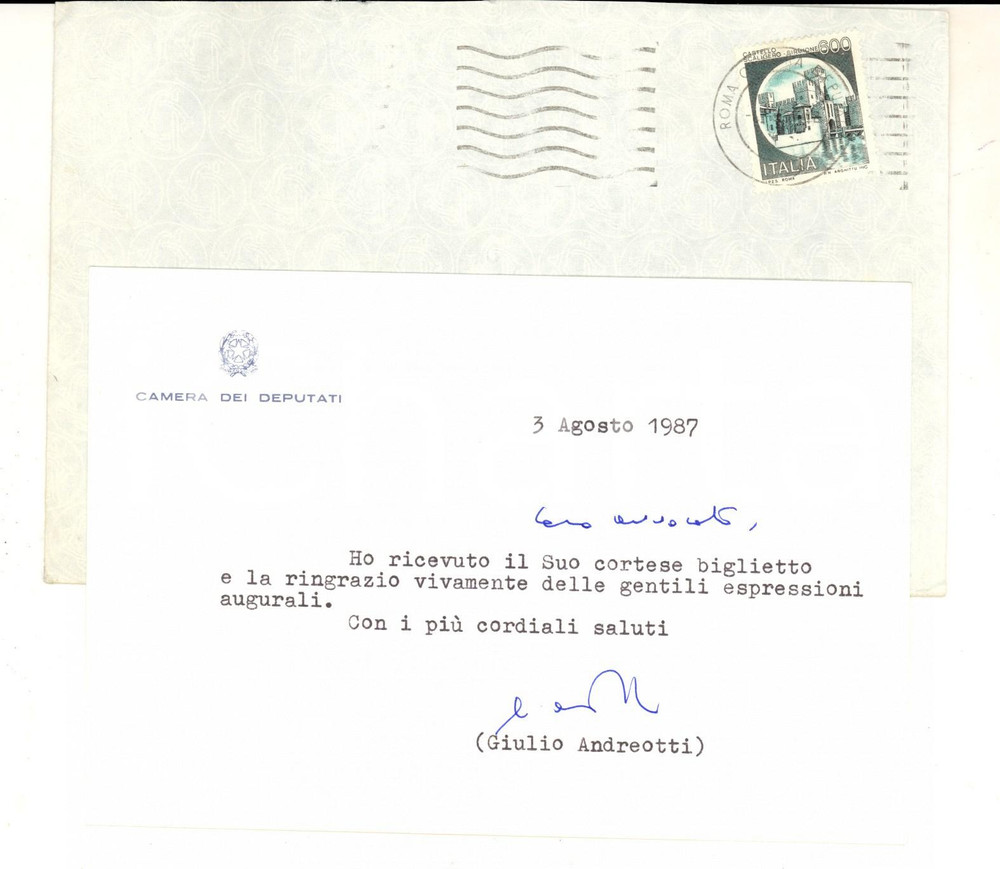 CASTELLO
SCALIGERO - SIRMIONE
600
ROMA
ITALIA
CAMERA DEI DEPUTATI
3 Agosto 1987
Caro avvocato,
Ho ricevuto il Suo cortese biglietto
e la ringrazio vivamente delle gentili espressioni
augurali.
Con i più cordiali saluti
(Giulio Andreotti)